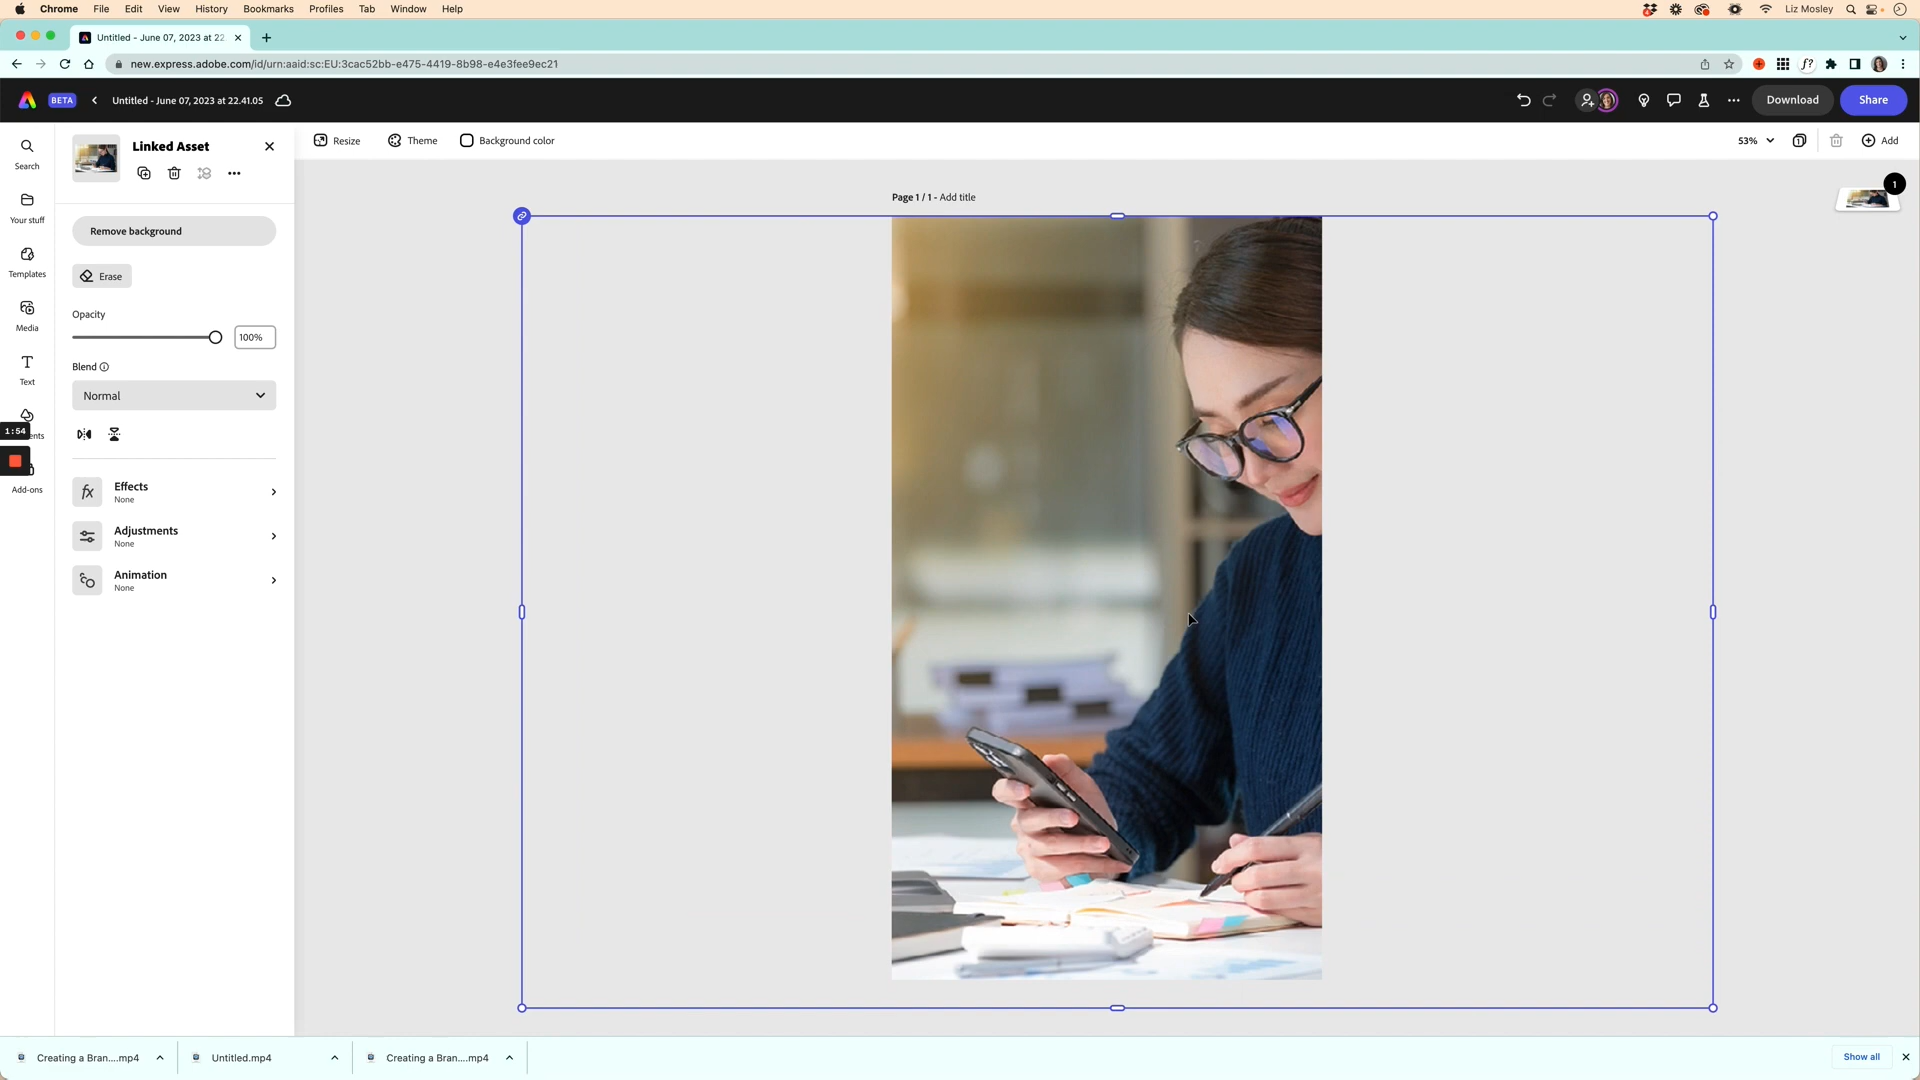 Chrome File Edit View History Bookmarks Profiles Tab Window Help Liz Mosley
Untitled - June 07, 2023 at 22
new.express.adobe.com/id/urn:aaid:sc:EU:3cac52bb-e475-4419-8b98-e4e3fee9ec21
BETA Untitled - June 07, 2023 at 22.41.05 Download Share
Search
Your stuff
Templates
Media
Text
1:54
ents
Add-ons
Linked Asset
Remove background
Erase
Opacity
100%
Blend
Normal
Effects
None
Adjustments
None
Animation
None
Resize Theme Background color 53% 1 Add
Page 1 / 1 - Add title
1
Creating a Bran....mp4 Untitled.mp4 Creating a Bran....mp4 Show all